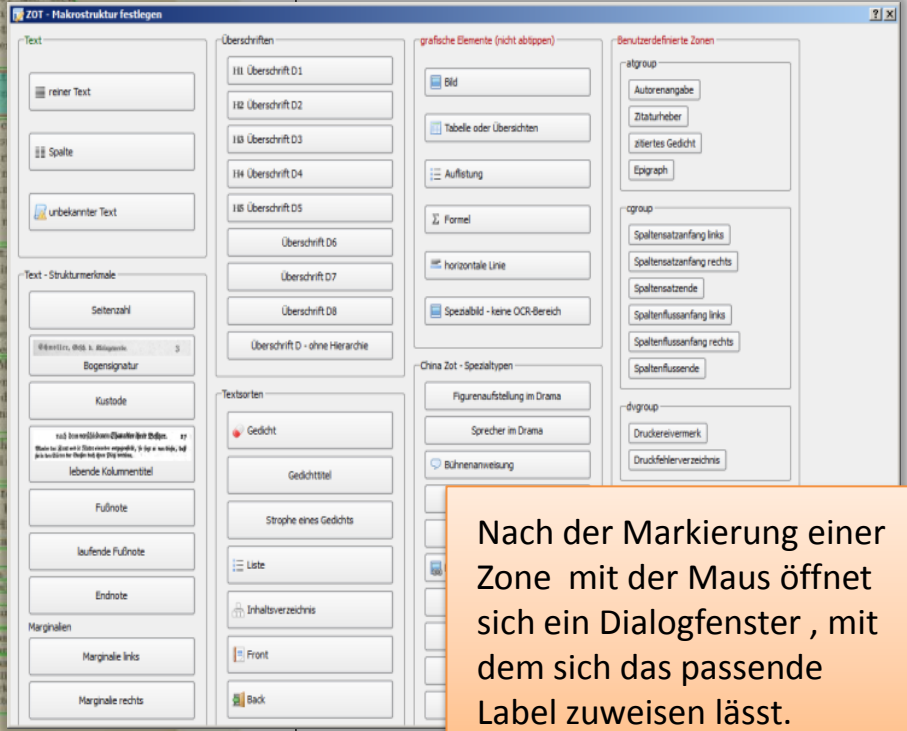 ZOT - Makrostruktur festlegen
Text
reiner Text
Spalte
unbekannter Text
Text - Strukturmerkmale
Seitenzahl
Bogensignatur
Kustode
lebende Kolumnentitel
Fußnote
laufende Fußnote
Endnote
Marginalien
Marginalie links
Marginalie rechts
Überschriften
H1 Überschrift D1
H2 Überschrift D2
H3 Überschrift D3
H4 Überschrift D4
H5 Überschrift D5
Überschrift D6
Überschrift D7
Überschrift D8
Überschrift D - ohne Hierarchie
Textsorten
Gedicht
Gedichttitel
Strophe eines Gedichts
Liste
Inhaltsverzeichnis
Front
Back
grafische Elemente (nicht abtippen)
Bild
Tabelle oder Übersichten
Auflistung
Σ Formel
horizontale Linie
Spezialbild - keine OCR-Bereich
China Zot - Spezialtypen
Figurenaufstellung im Drama
Sprecher im Drama
Bühnenanweisung
Benutzerdefinierte Zonen
atgroup
Autorenangabe
Zitaturheber
zitiertes Gedicht
Epigraph
cgroup
Spaltensatzanfang links
Spaltensatzanfang rechts
Spaltensatzende
Spaltenflussanfang links
Spaltenflussanfang rechts
Spaltenflussende
dvgroup
Druckereivermerk
Druckfehlerverzeichnis
Nach der Markierung einer
Zone mit der Maus öffnet
sich ein Dialogfenster , mit
dem sich das passende
Label zuweisen lässt.